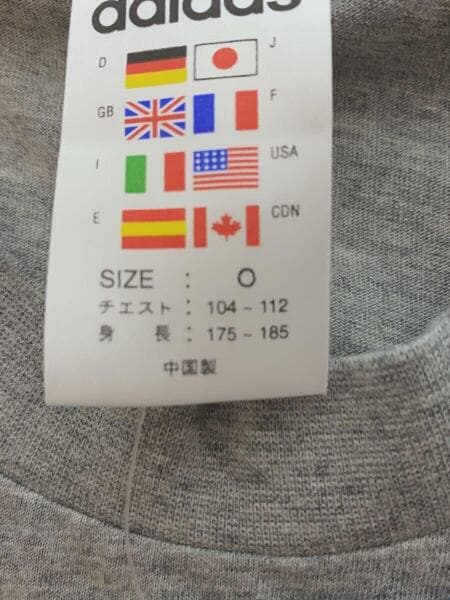 adidas
D J
GB F
I USA
E CDN
SIZE : O
チエスト : 104 ~ 112
身 長 : 175 ~ 185
中国製